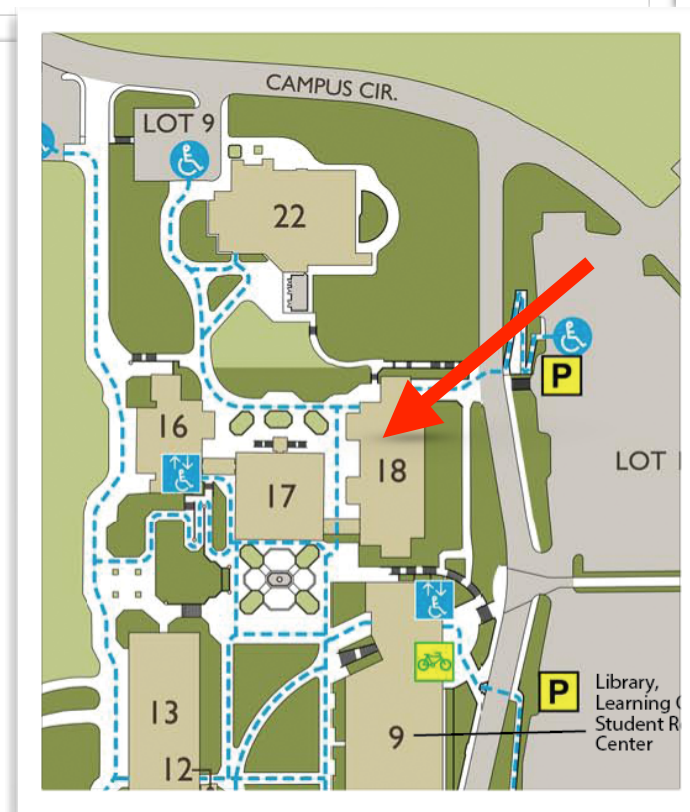 CAMPUS CIR.
LOT 9
22
P
16
18
LOT
17
P
Library,
Learning
Student
Center
13
9
12